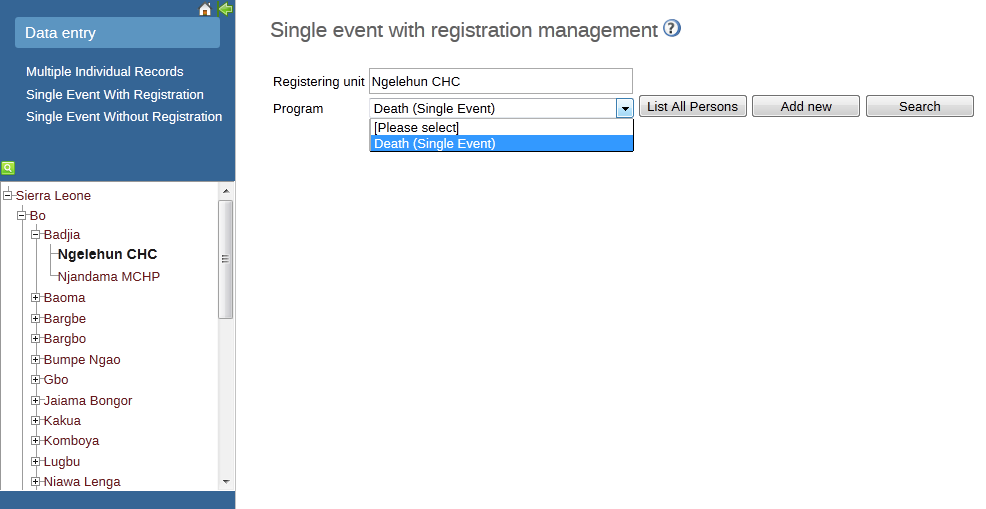 Data entry
Multiple Individual Records
Single Event With Registration
Single Event Without Registration
Sierra Leone
Bo
Badjia
Ngelehun CHC
Njandama MCHP
Baoma
Bargbe
Bargbo
Bumpe Ngao
Gbo
Jaiama Bongor
Kakua
Komboya
Lugbu
Niawa Lenga
Single event with registration management ?
Registering unit Ngelehun CHC
Program Death (Single Event) List All Persons Add new Search
[Please select]
Death (Single Event)